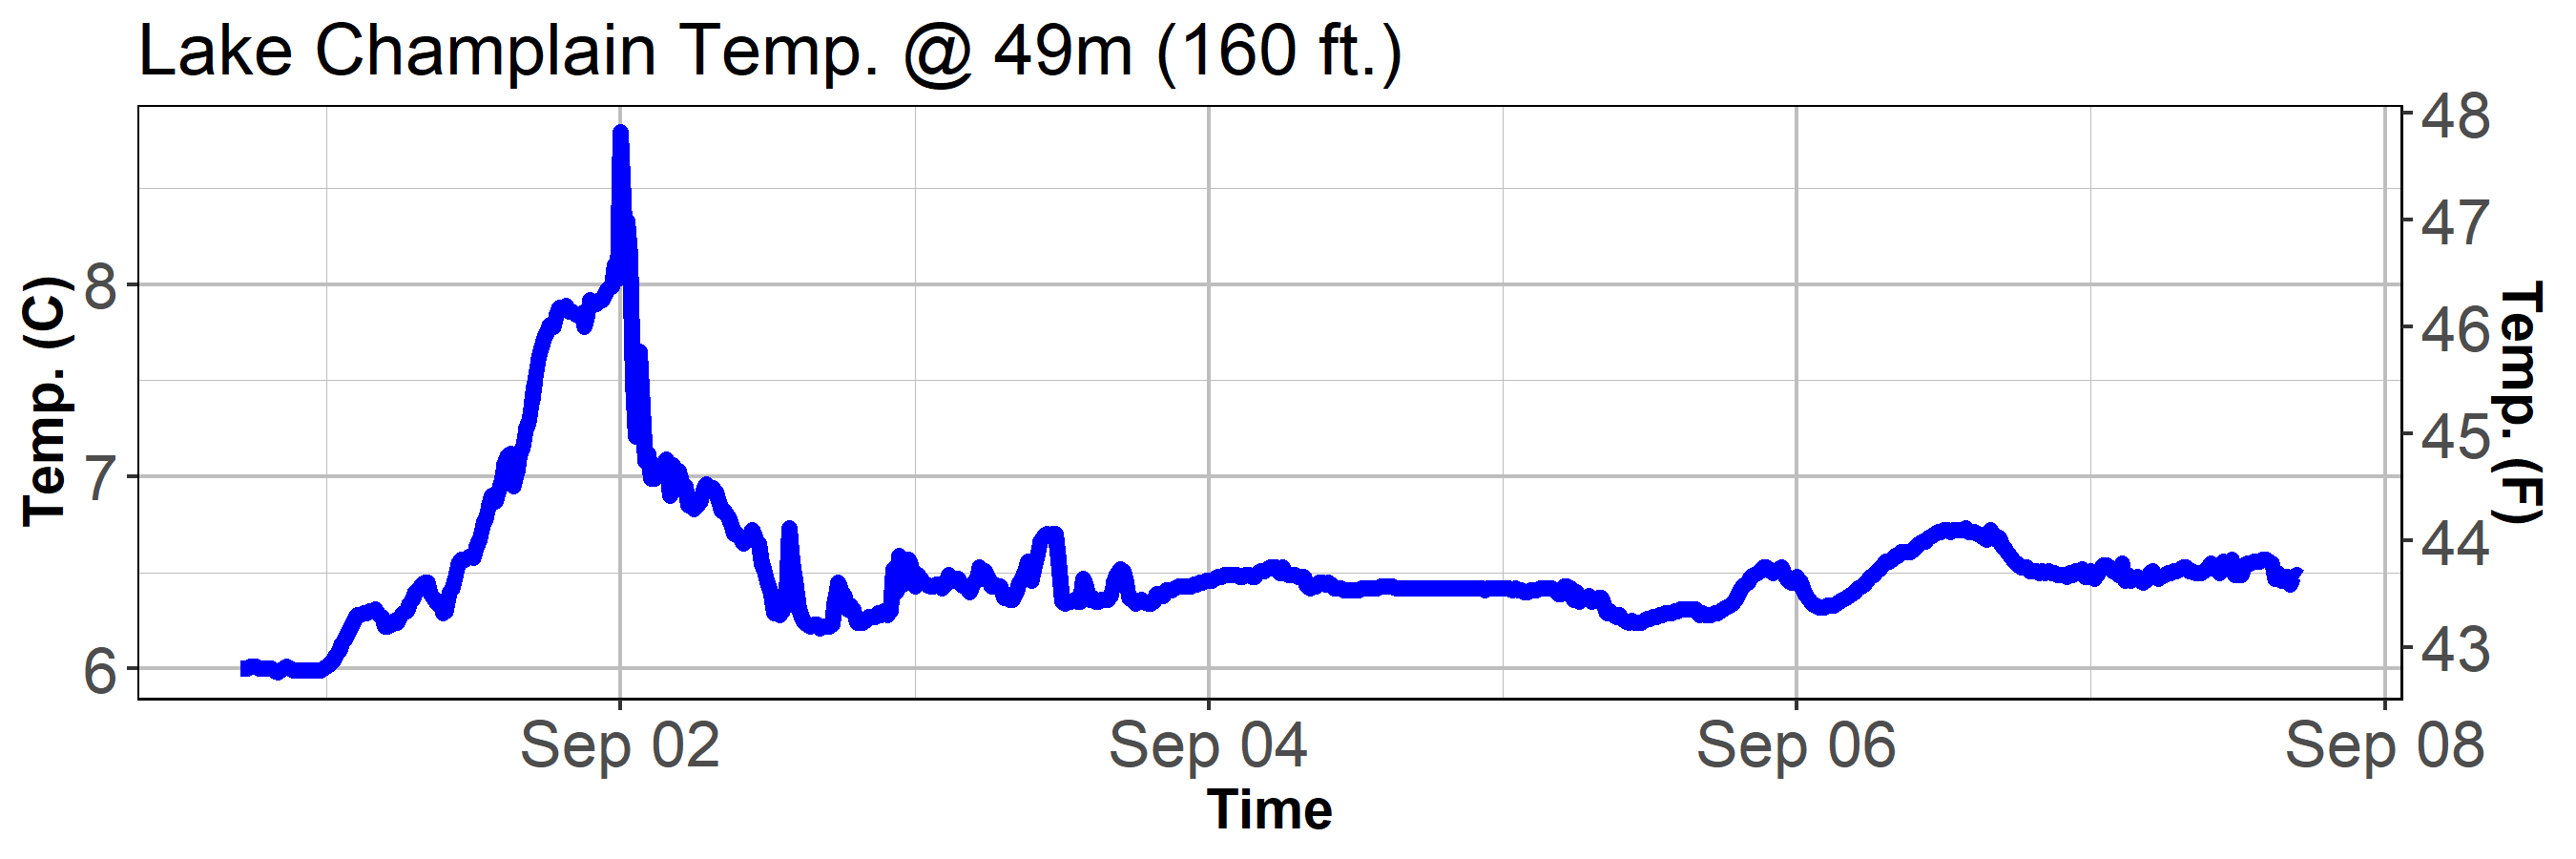 Lake Champlain Temp. @ 49m (160 ft.)
Temp. (C)
8
7
6
48
47
46
45
44
43
Temp. (F)
Sep 02 Sep 04 Sep 06 Sep 08
Time